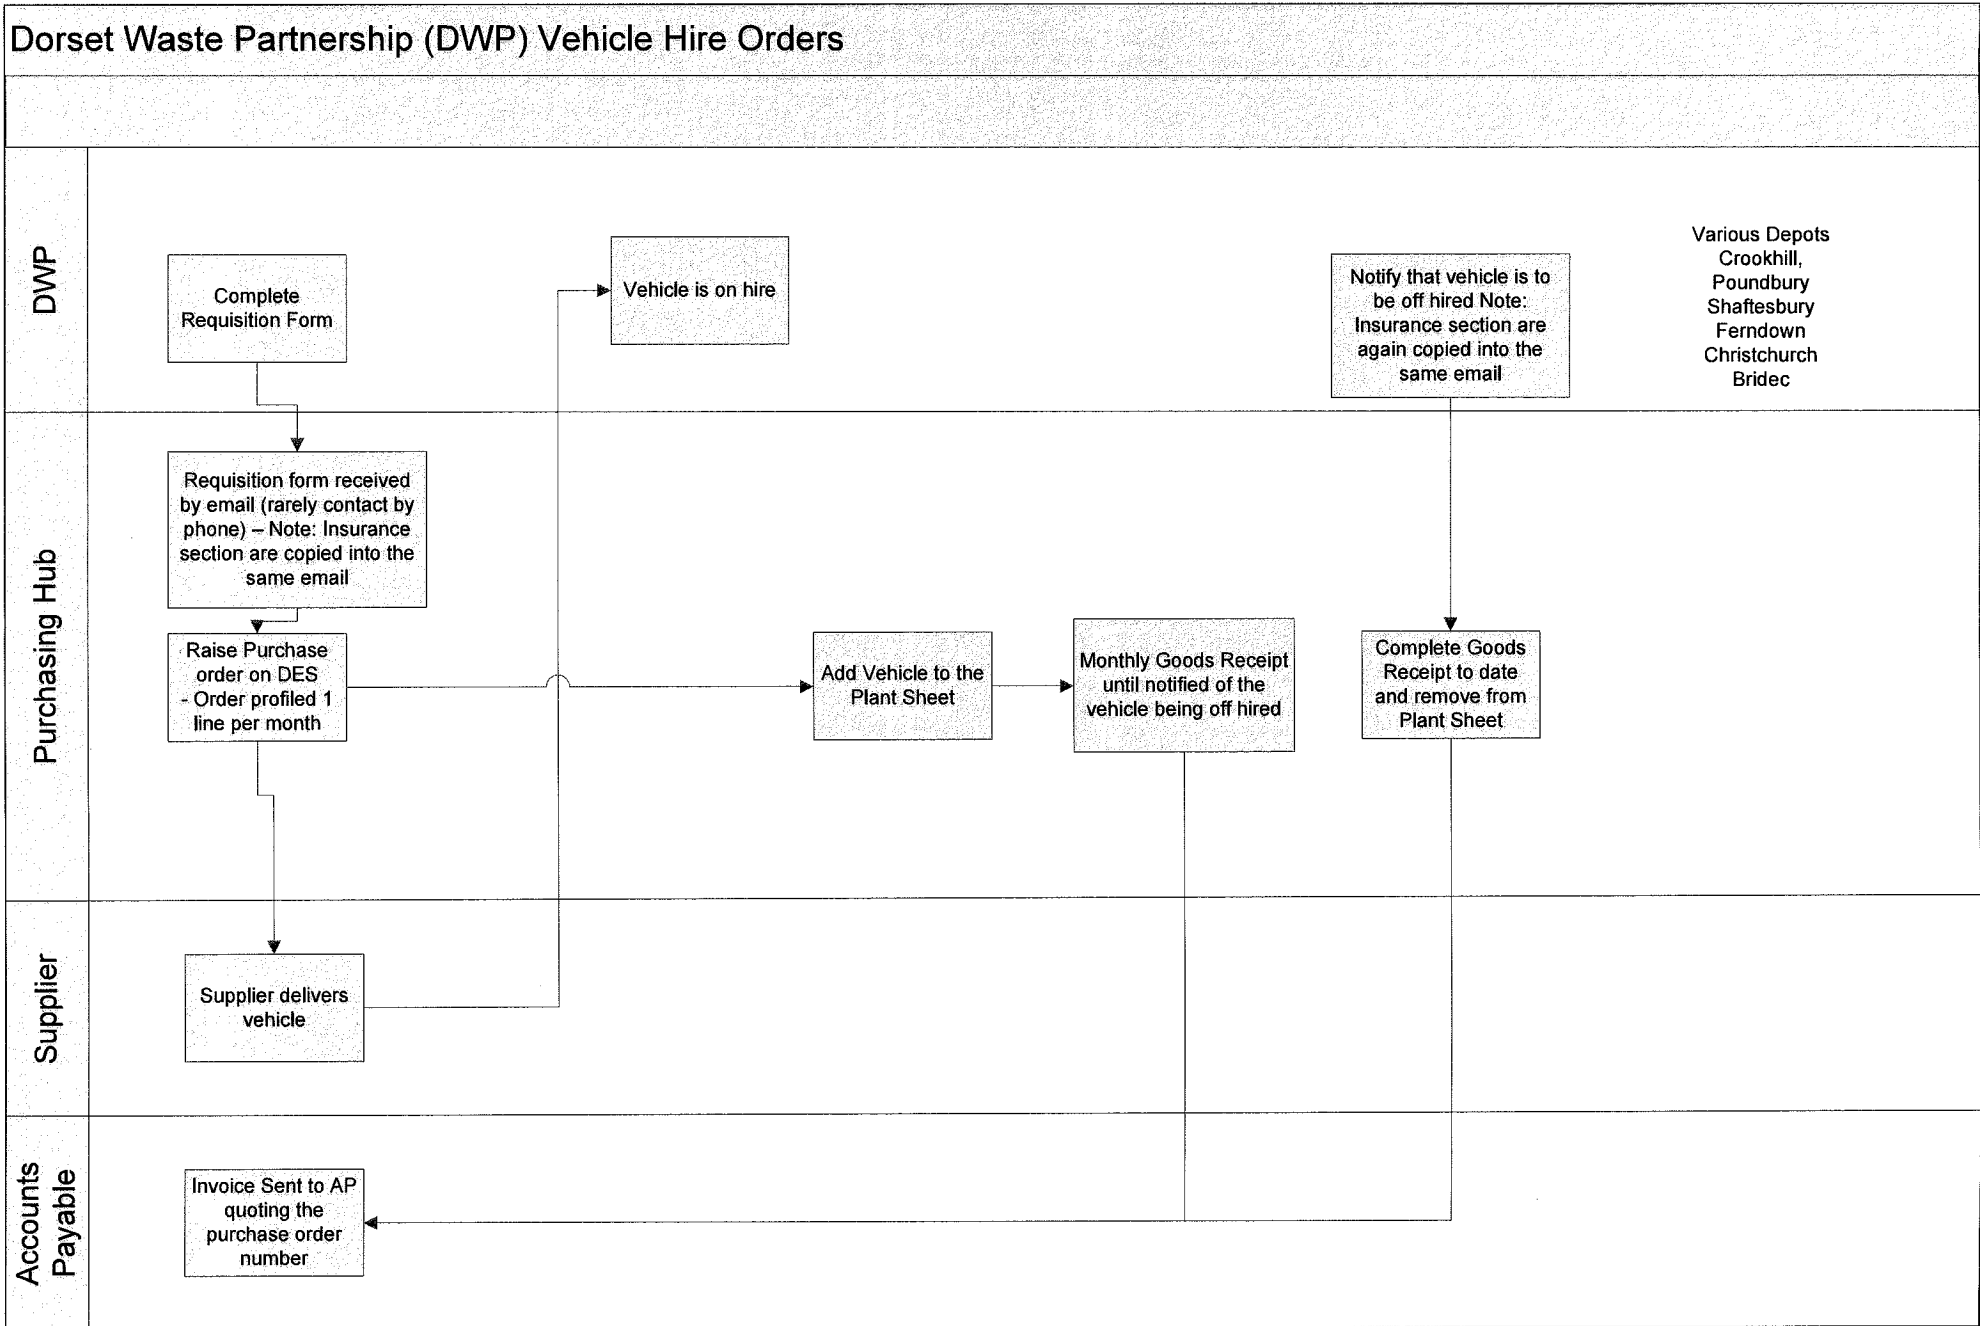 Dorset Waste Partnership (DWP) Vehicle Hire Orders
DWP
Complete
Requisition Form
Vehicle is on hire
Notify that vehicle is to
be off hired Note:
Insurance section are
again copied into the
same email
Various Depots
Crookhill,
Poundbury
Shaftesbury
Ferndown
Christchurch
Bridec
Purchasing Hub
Requisition form received
by email (rarely contact by
phone) – Note: Insurance
section are copied into the
same email
Raise Purchase
order on DES
- Order profiled 1
line per month
Add Vehicle to the
Plant Sheet
Monthly Goods Receipt
until notified of the
vehicle being off hired
Complete Goods
Receipt to date
and remove from
Plant Sheet
Supplier
Supplier delivers
vehicle
Accounts
Payable
Invoice Sent to AP
quoting the
purchase order
number